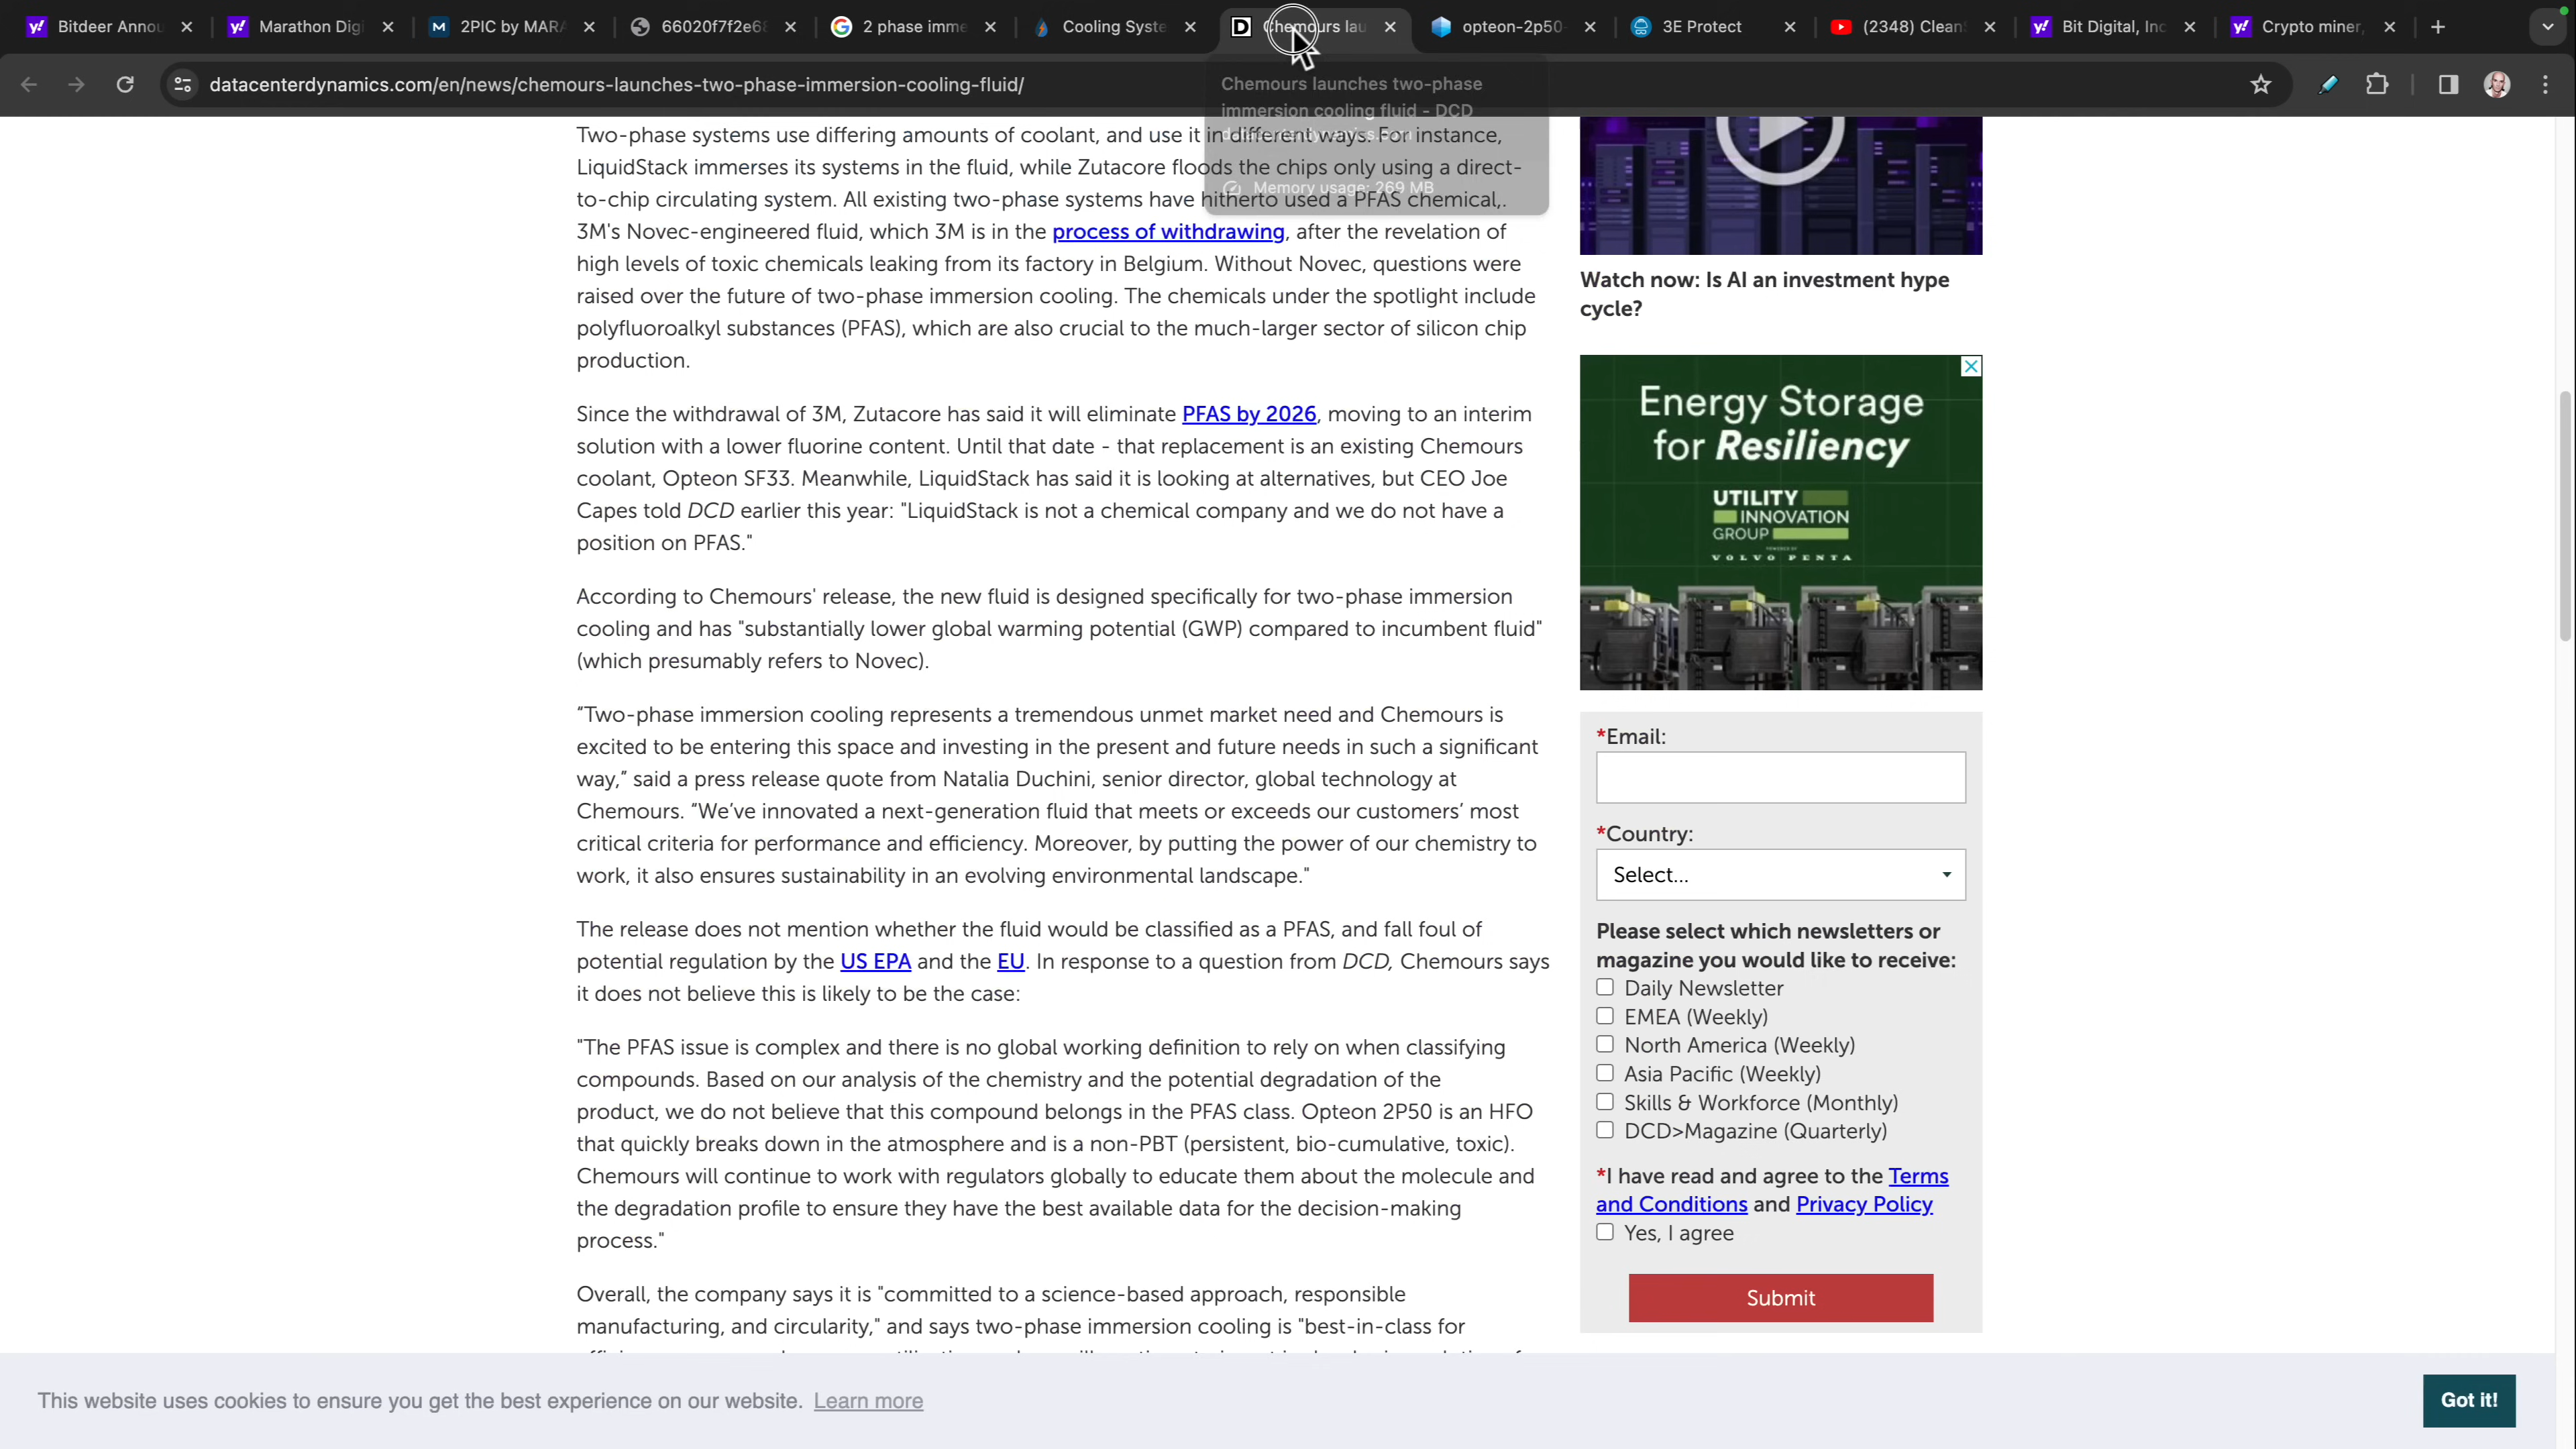 Bitdeer Annou
Marathon Digi
2PIC by MARA
66020f7f2e68
2 phase imme
Cooling Syste
Chemours lau
opteon-2p50-
3E Protect
(2348) Clean
Bit Digital, Inc
Crypto miner,
datacenterdynamics.com/en/news/chemours-launches-two-phase-immersion-cooling-fluid/
Chemours launches two-phase
immersion cooling fluid - DCD
Memory usage: 269 MB
Two-phase systems use differing amounts of coolant, and use it in different ways. For instance,
LiquidStack immerses its systems in the fluid, while Zutacore floods the chips only using a direct-
to-chip circulating system. All existing two-phase systems have hitherto used a PFAS chemical,.
3M's Novec-engineered fluid, which 3M is in the process of withdrawing, after the revelation of
high levels of toxic chemicals leaking from its factory in Belgium. Without Novec, questions were
raised over the future of two-phase immersion cooling. The chemicals under the spotlight include
polyfluoroalkyl substances (PFAS), which are also crucial to the much-larger sector of silicon chip
production.
Since the withdrawal of 3M, Zutacore has said it will eliminate PFAS by 2026, moving to an interim
solution with a lower fluorine content. Until that date - that replacement is an existing Chemours
coolant, Opteon SF33. Meanwhile, LiquidStack has said it is looking at alternatives, but CEO Joe
Capes told DCD earlier this year: "LiquidStack is not a chemical company and we do not have a
position on PFAS."
According to Chemours' release, the new fluid is designed specifically for two-phase immersion
cooling and has "substantially lower global warming potential (GWP) compared to incumbent fluid"
(which presumably refers to Novec).
“Two-phase immersion cooling represents a tremendous unmet market need and Chemours is
excited to be entering this space and investing in the present and future needs in such a significant
way,” said a press release quote from Natalia Duchini, senior director, global technology at
Chemours. “We’ve innovated a next-generation fluid that meets or exceeds our customers’ most
critical criteria for performance and efficiency. Moreover, by putting the power of our chemistry to
work, it also ensures sustainability in an evolving environmental landscape."
The release does not mention whether the fluid would be classified as a PFAS, and fall foul of
potential regulation by the US EPA and the EU. In response to a question from DCD, Chemours says
it does not believe this is likely to be the case:
"The PFAS issue is complex and there is no global working definition to rely on when classifying
compounds. Based on our analysis of the chemistry and the potential degradation of the
product, we do not believe that this compound belongs in the PFAS class. Opteon 2P50 is an HFO
that quickly breaks down in the atmosphere and is a non-PBT (persistent, bio-cumulative, toxic).
Chemours will continue to work with regulators globally to educate them about the molecule and
the degradation profile to ensure they have the best available data for the decision-making
process."
Overall, the company says it is "committed to a science-based approach, responsible
manufacturing, and circularity," and says two-phase immersion cooling is "best-in-class for
Watch now: Is AI an investment hype
cycle?
Energy Storage
for Resiliency
UTILITY
INNOVATION
GROUP
POWERED BY
VOLVO PENTA
*Email:
*Country:
Select...
Please select which newsletters or
magazine you would like to receive:
Daily Newsletter
EMEA (Weekly)
North America (Weekly)
Asia Pacific (Weekly)
Skills & Workforce (Monthly)
DCD>Magazine (Quarterly)
*I have read and agree to the Terms
and Conditions and Privacy Policy
Yes, I agree
Submit
This website uses cookies to ensure you get the best experience on our website. Learn more
Got it!